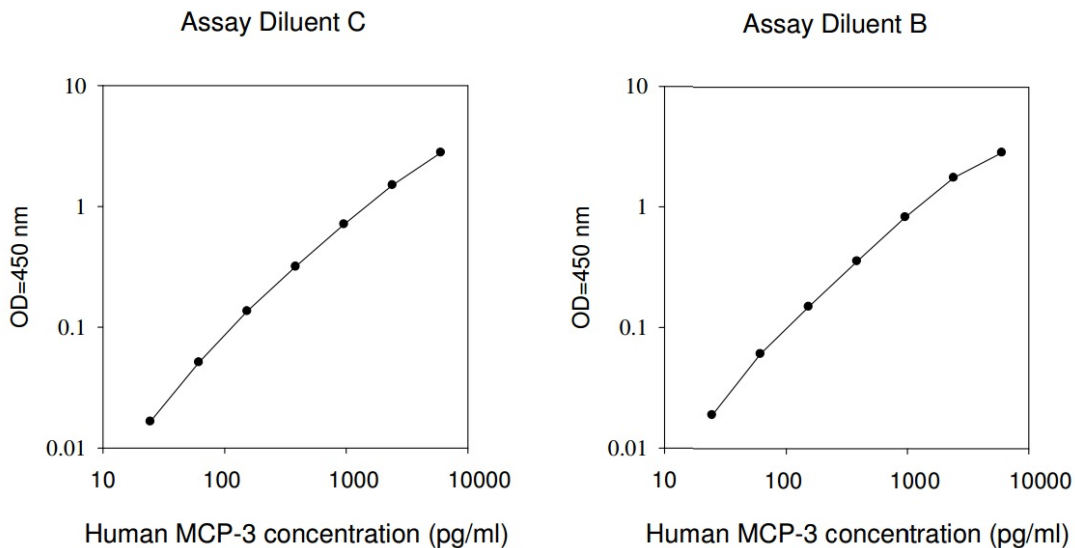 Assay Diluent C
10
1
0.1
0.01
OD=450 nm
10 100 1000 10000
Human MCP-3 concentration (pg/ml)
Assay Diluent B
10
1
0.1
0.01
OD=450 nm
10 100 1000 10000
Human MCP-3 concentration (pg/ml)